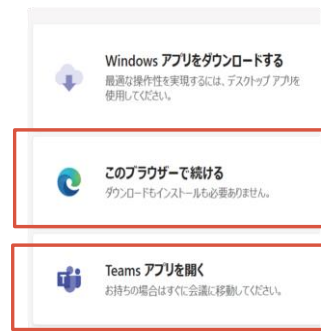 Windows アプリをダウンロードする
最適な操作性を実現するには、デスクトップ アプリを
使用してください。
このブラウザーで続ける
ダウンロードもインストールも必要ありません。
Teams アプリを開く
お持ちの場合はすぐに会議に移動してください。